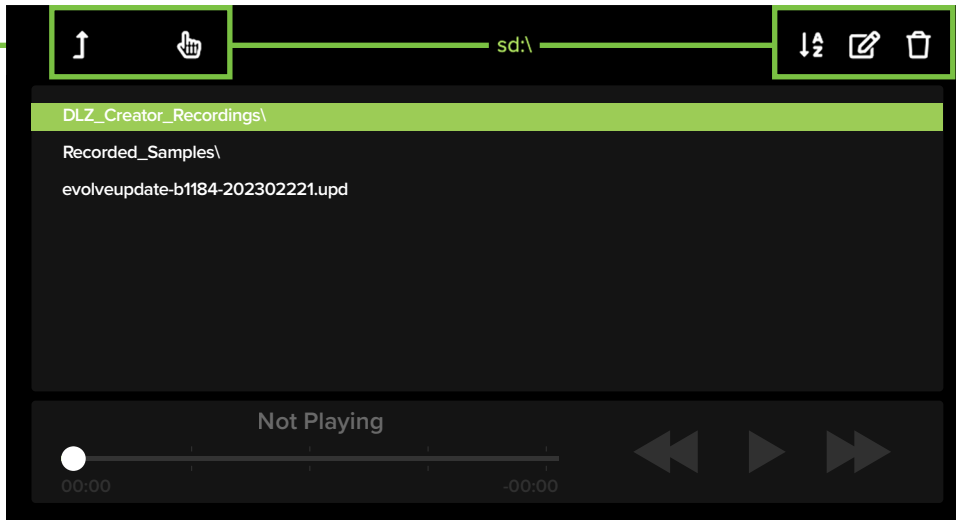 sd:\
DLZ_Creator_Recordings\
Recorded_Samples\
evolveupdate-b1184-202302221.upd
Not Playing
00:00
-00:00